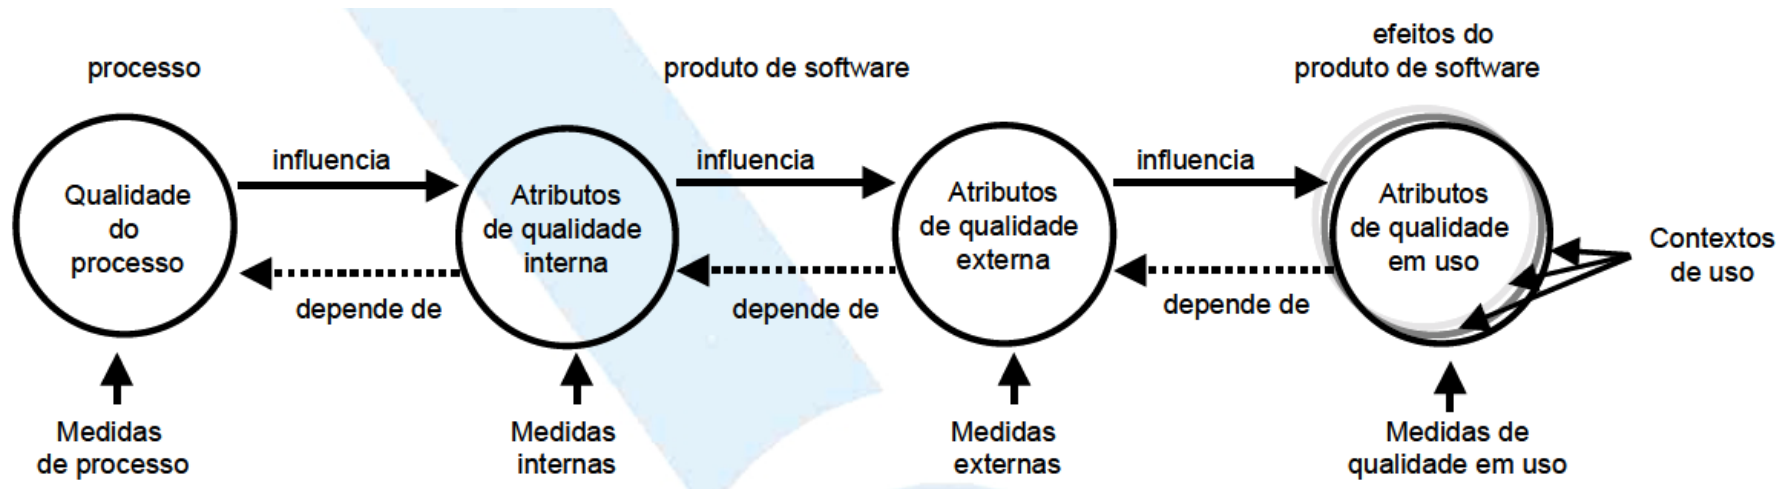 processo
produto de software
efeitos do
produto de software
Qualidade
do
processo
influencia
depende de
Atributos
de qualidade
interna
influencia
depende de
Atributos
de qualidade
externa
influencia
depende de
Atributos
de qualidade
em uso
Contextos
de uso
Medidas
de processo
Medidas
internas
Medidas
externas
Medidas de
qualidade em uso